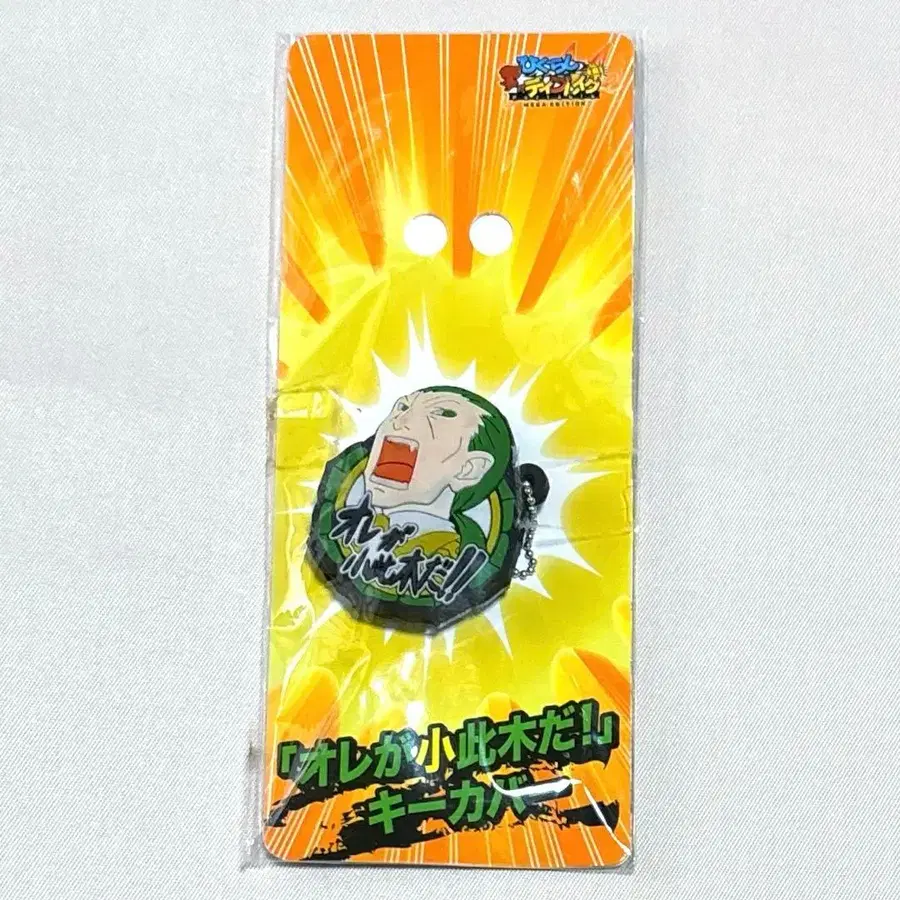 ひぐらし
デイブレイク
MEGA EDITION
オレが
小此木だ!!
「オレが小此木だ!」
キーカバー